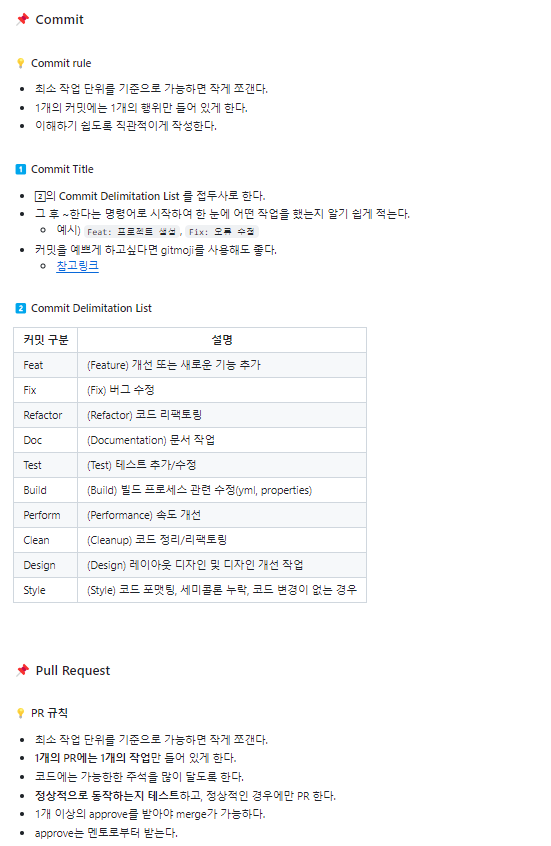 📌 Commit
💡 Commit rule
• 최소 작업 단위를 기준으로 가능하면 작게 쪼갠다.
• 1개의 커밋에는 1개의 행위만 들어 있게 한다.
• 이해하기 쉽도록 직관적이게 작성한다.
1️⃣ Commit Title
• 2️⃣의 Commit Delimitation List 를 접두사로 한다.
• 그 후 ~한다는 명령어로 시작하여 한 눈에 어떤 작업을 했는지 알기 쉽게 적는다.
◦ 예시) Feat: 프로젝트 생성, Fix: 오류 수정
• 커밋을 예쁘게 하고싶다면 gitmoji를 사용해도 좋다.
◦ 참고링크
2️⃣ Commit Delimitation List
커밋 구분 설명
Feat (Feature) 개선 또는 새로운 기능 추가
Fix (Fix) 버그 수정
Refactor (Refactor) 코드 리팩토링
Doc (Documentation) 문서 작업
Test (Test) 테스트 추가/수정
Build (Build) 빌드 프로세스 관련 수정(yml, properties)
Perform (Performance) 속도 개선
Clean (Cleanup) 코드 정리/리팩토링
Design (Design) 레이아웃 디자인 및 디자인 개선 작업
Style (Style) 코드 포맷팅, 세미콜론 누락, 코드 변경이 없는 경우
📌 Pull Request
💡 PR 규칙
• 최소 작업 단위를 기준으로 가능하면 작게 쪼갠다.
• 1개의 PR에는 1개의 작업만 들어 있게 한다.
• 코드에는 가능한한 주석을 많이 달도록 한다.
• 정상적으로 동작하는지 테스트하고, 정상적인 경우에만 PR 한다.
• 1개 이상의 approve를 받아야 merge가 가능하다.
• approve는 멘토로부터 받는다.